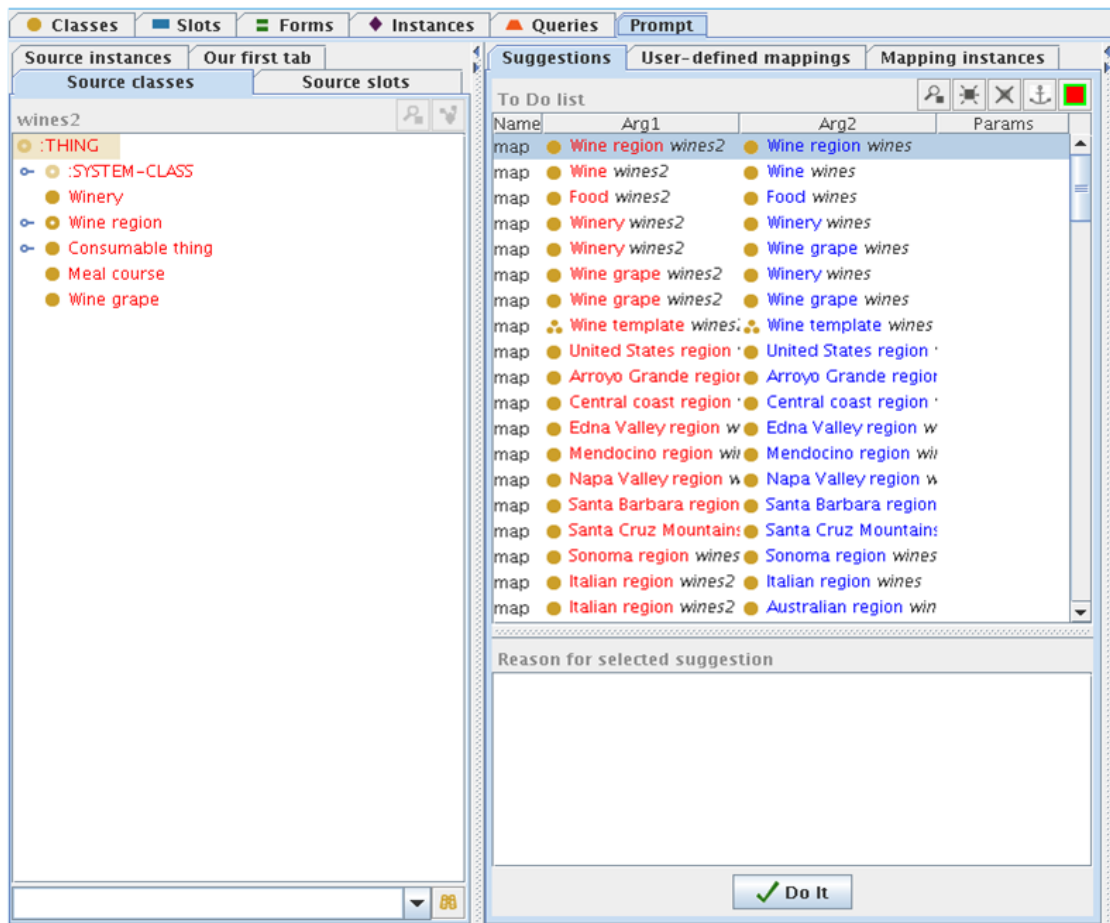 Classes Slots Forms Instances Queries Prompt
Source instances Our first tab
Source classes Source slots
wines2
:THING
:SYSTEM-CLASS
Winery
Wine region
Consumable thing
Meal course
Wine grape
Suggestions User-defined mappings Mapping instances
To Do list
Name Arg1 Arg2 Params
map Wine region wines2 Wine region wines
map Wine wines2 Wine wines
map Food wines2 Food wines
map Winery wines2 Winery wines
map Winery wines2 Wine grape wines
map Wine grape wines2 Winery wines
map Wine grape wines2 Wine grape wines
map Wine template wines Wine template wines
map United States region United States region
map Arroyo Grande region Arroyo Grande region
map Central coast region Central coast region
map Edna Valley region w Edna Valley region w
map Mendocino region wi Mendocino region wi
map Napa Valley region w Napa Valley region w
map Santa Barbara region Santa Barbara region
map Santa Cruz Mountains Santa Cruz Mountains
map Sonoma region wines Sonoma region wines
map Italian region wines2 Italian region wines
map Italian region wines2 Australian region win
Reason for selected suggestion
Do It